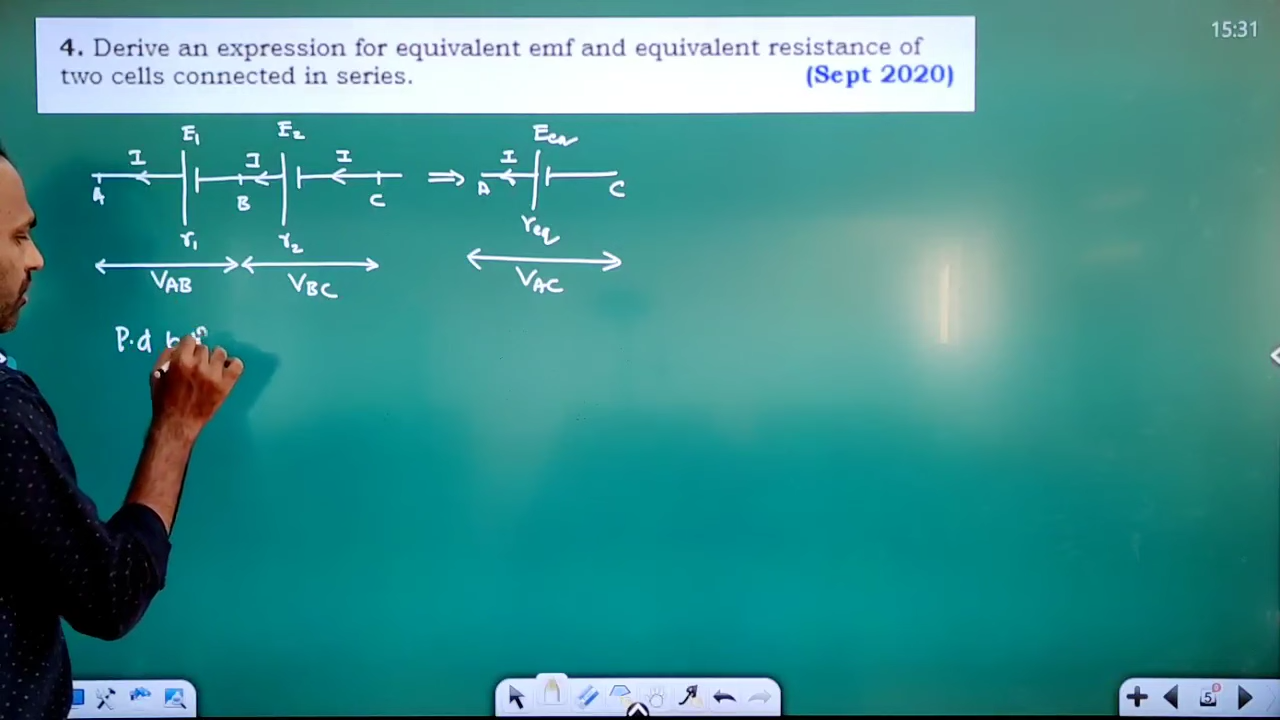 15:31
4. Derive an expression for equivalent emf and equivalent resistance of
two cells connected in series. (Sept 2020)
E₁ E₂ Eeq
I I I I
A B C A C
r₁ r₂ req
VAB VBC VAC
P.d
5